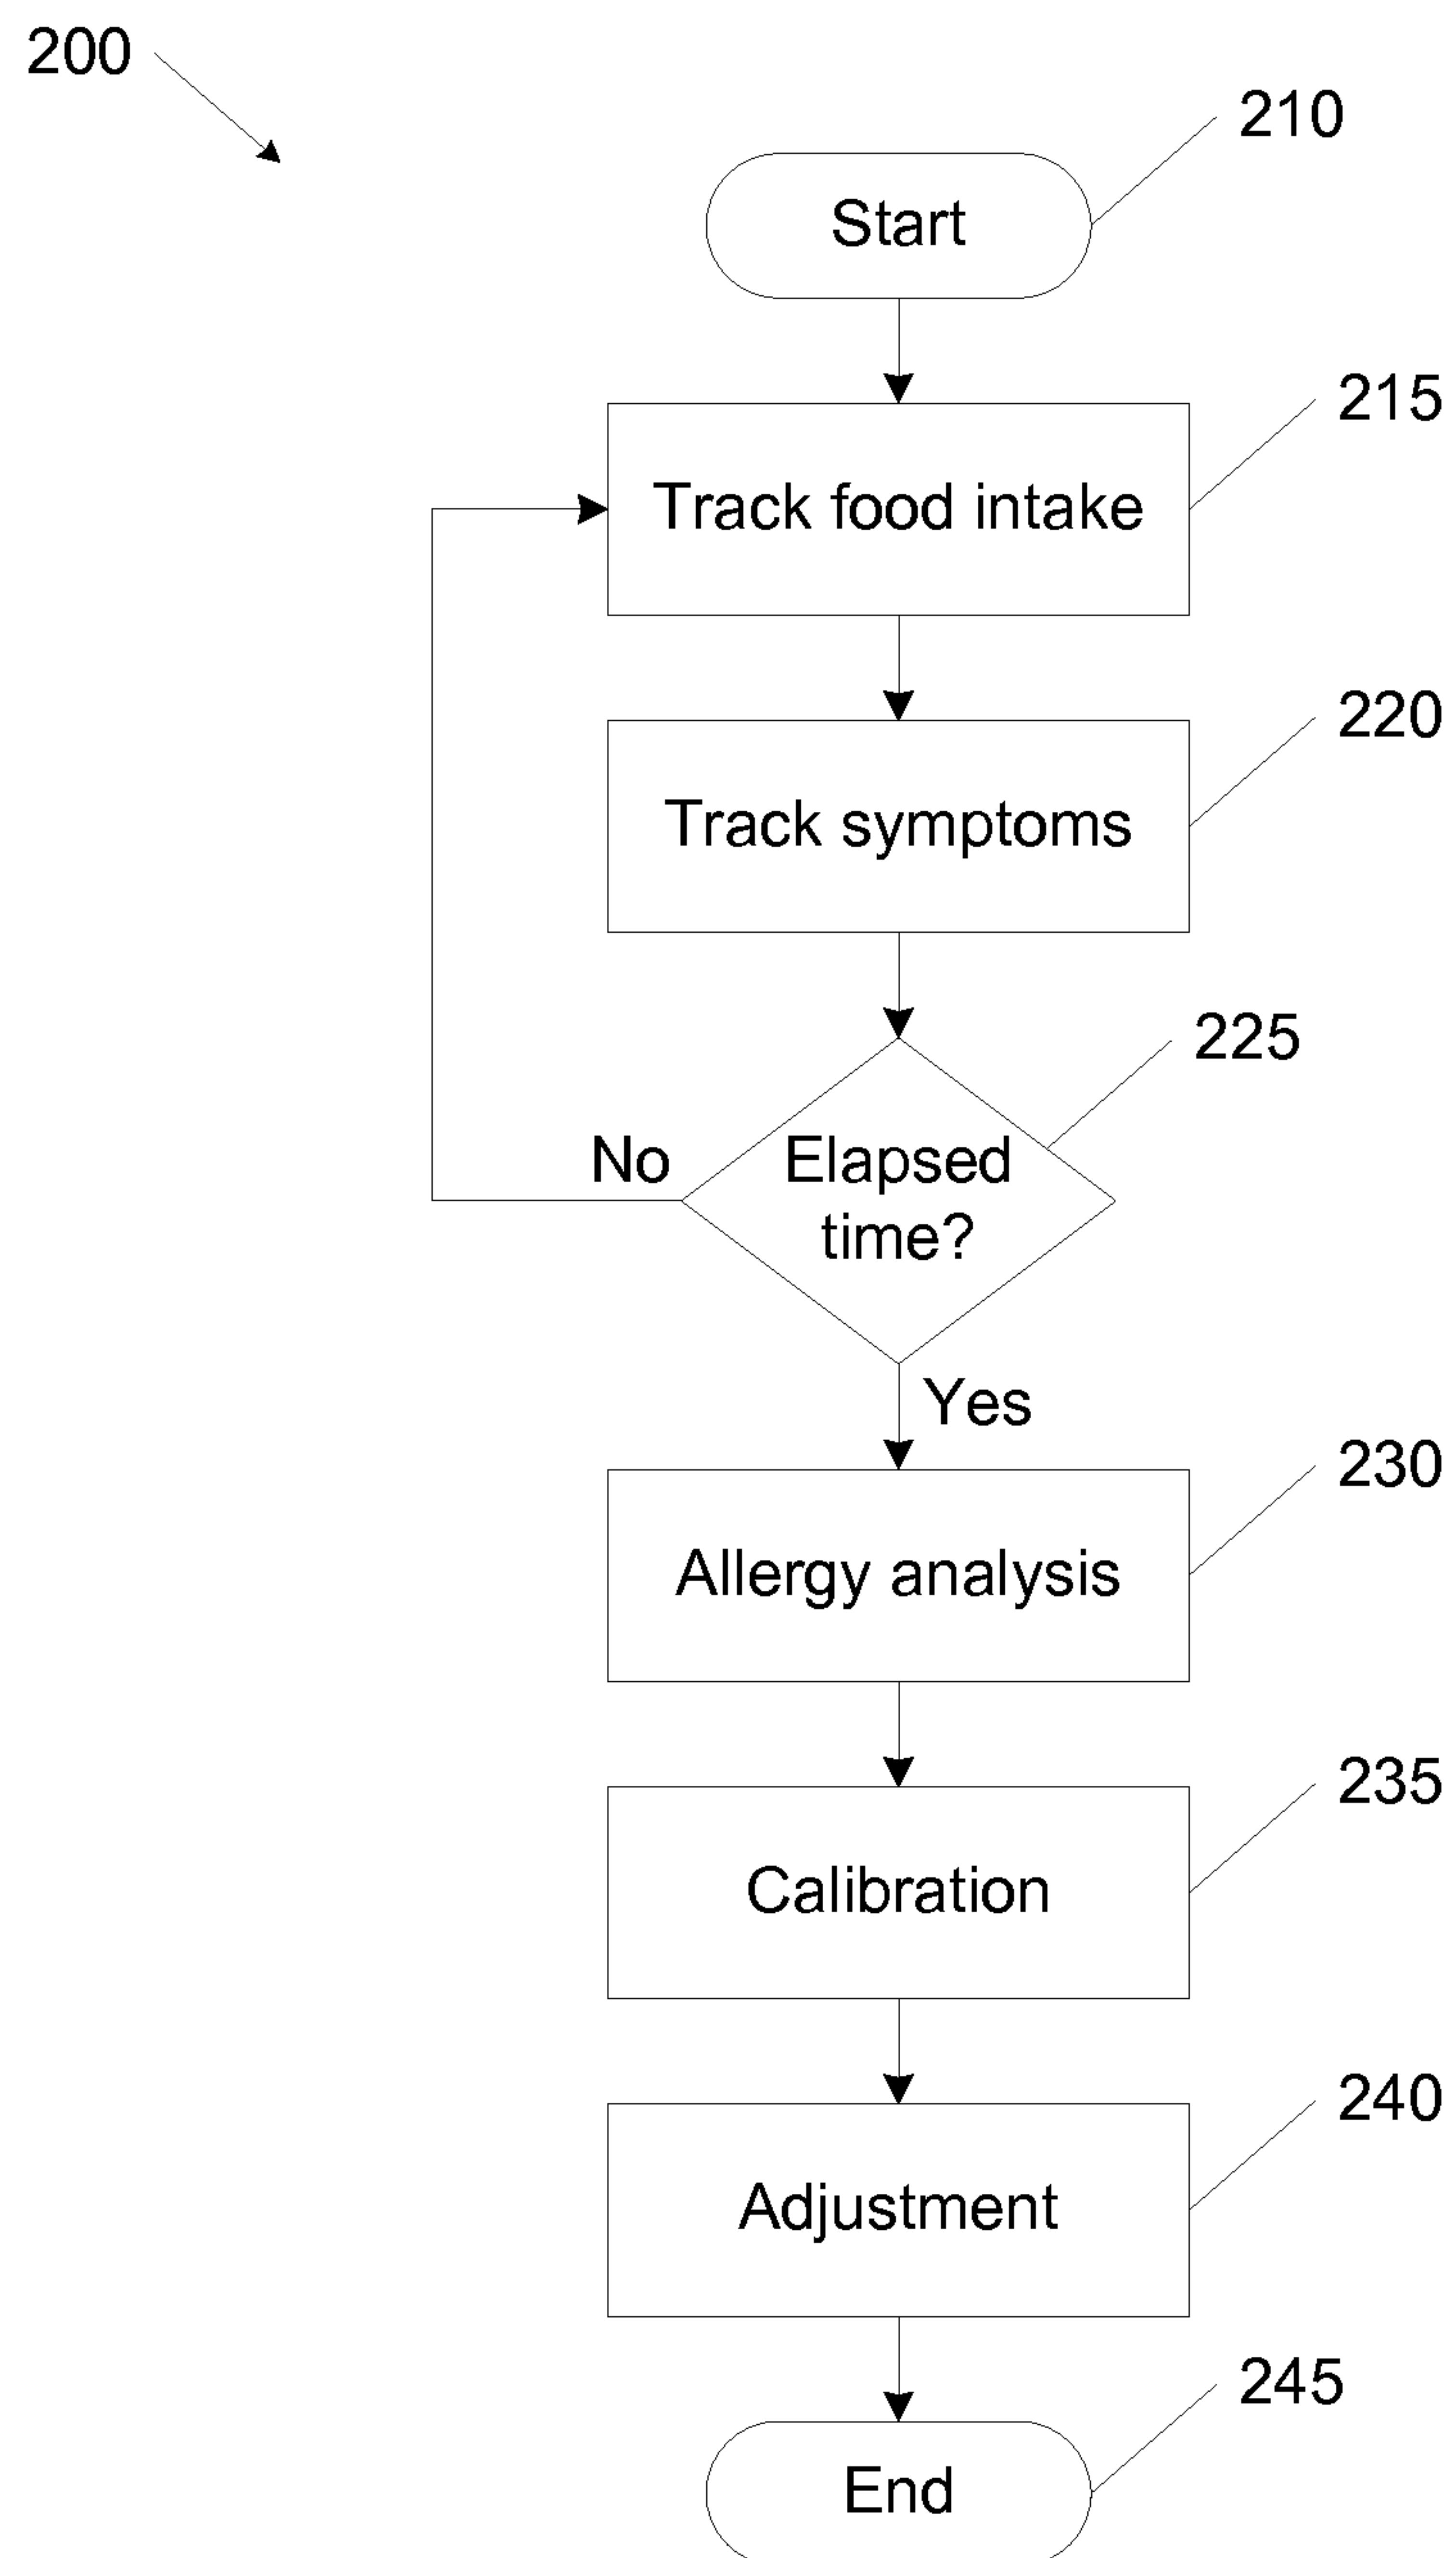 200
210
Start
215
Track food intake
220
Track symptoms
225
No
Elapsed
time?
Yes
230
Allergy analysis
235
Calibration
240
Adjustment
245
End